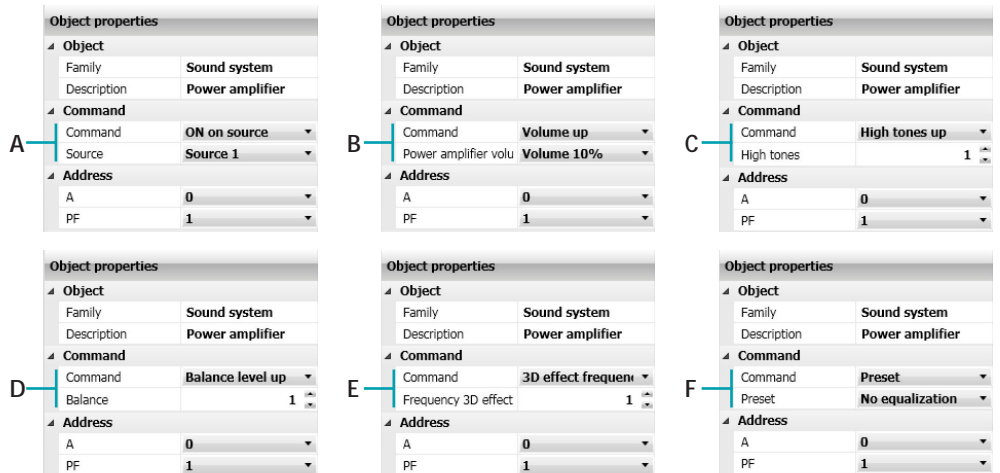 Object properties
Object
Family Sound system
Description Power amplifier
Command
A
Command ON on source
Source Source 1
Address
A 0
PF 1
Object properties
Object
Family Sound system
Description Power amplifier
Command
B
Command Volume up
Power amplifier volu Volume 10%
Address
A 0
PF 1
Object properties
Object
Family Sound system
Description Power amplifier
Command
C
Command High tones up
High tones 1
Address
A 0
PF 1
Object properties
Object
Family Sound system
Description Power amplifier
Command
D
Command Balance level up
Balance 1
Address
A 0
PF 1
Object properties
Object
Family Sound system
Description Power amplifier
Command
E
Command 3D effect frequen
Frequency 3D effect 1
Address
A 0
PF 1
Object properties
Object
Family Sound system
Description Power amplifier
Command
F
Command Preset
Preset No equalization
Address
A 0
PF 1